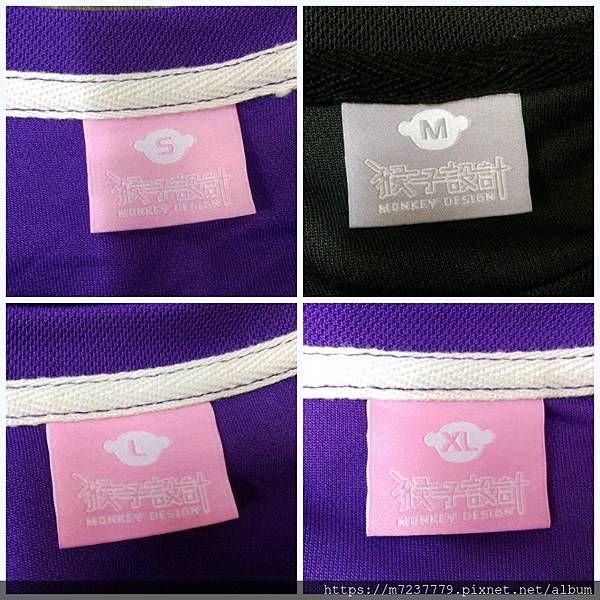 S
猴子設計
MONKEY DESIGN
M
猴子設計
MONKEY DESIGN
L
猴子設計
MONKEY DESIGN
XL
猴子設計
MONKEY DESIGN
https://m7237779.pixnet.net/album